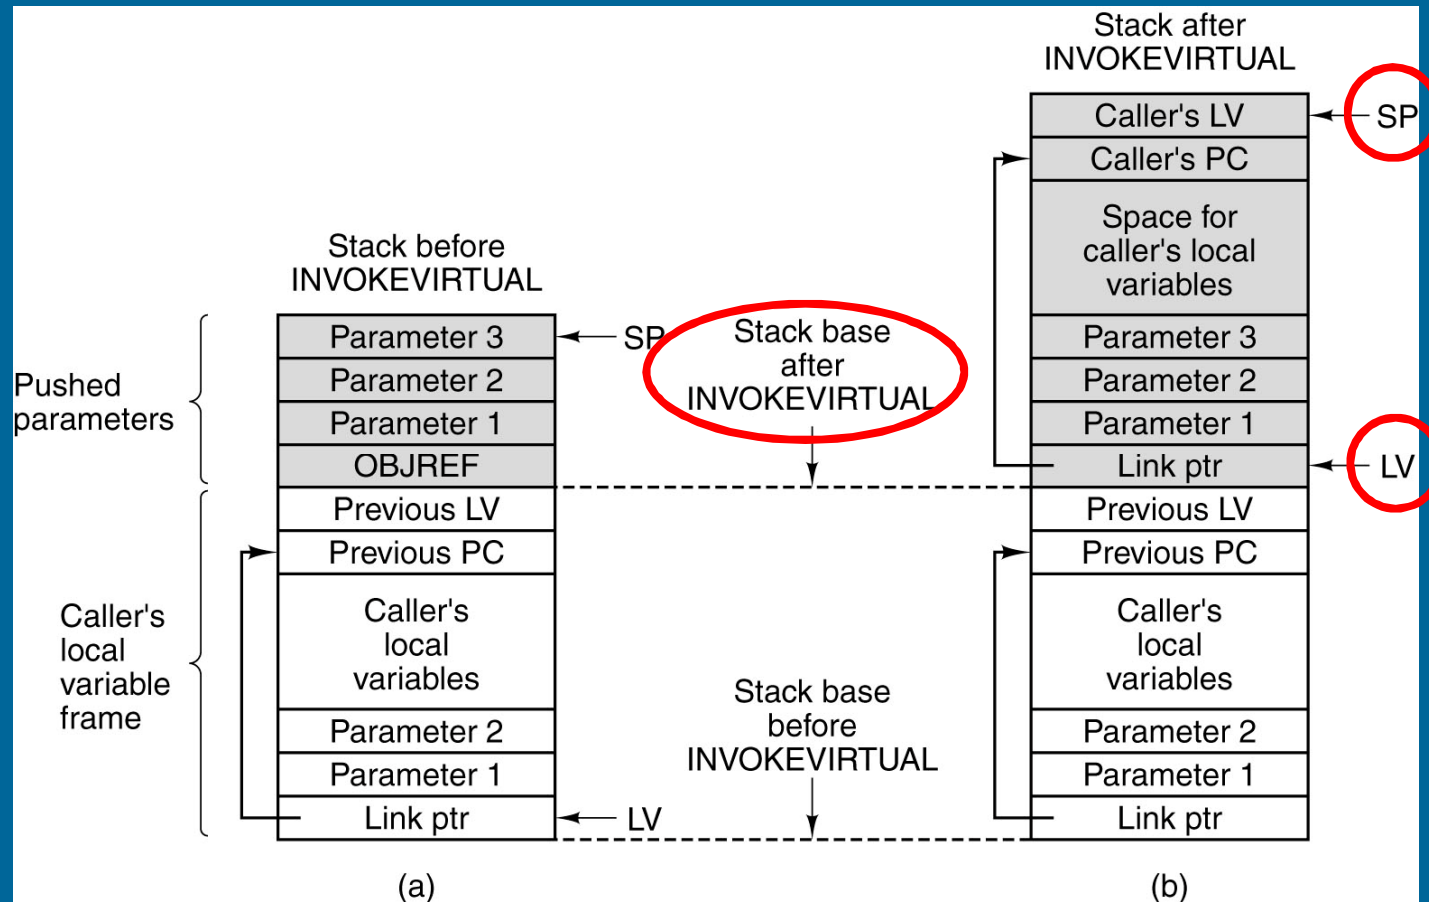 Stack before
INVOKEVIRTUAL
Pushed
parameters
Parameter 3
SP
Parameter 2
Parameter 1
OBJREF
Caller's
local
variable
frame
Previous LV
Previous PC
Caller's
local
variables
Parameter 2
Parameter 1
Link ptr
LV
(a)
Stack base
after
INVOKEVIRTUAL
Stack base
before
INVOKEVIRTUAL
Stack after
INVOKEVIRTUAL
Caller's LV
SP
Caller's PC
Space for
caller's local
variables
Parameter 3
Parameter 2
Parameter 1
Link ptr
LV
Previous LV
Previous PC
Caller's
local
variables
Parameter 2
Parameter 1
Link ptr
(b)